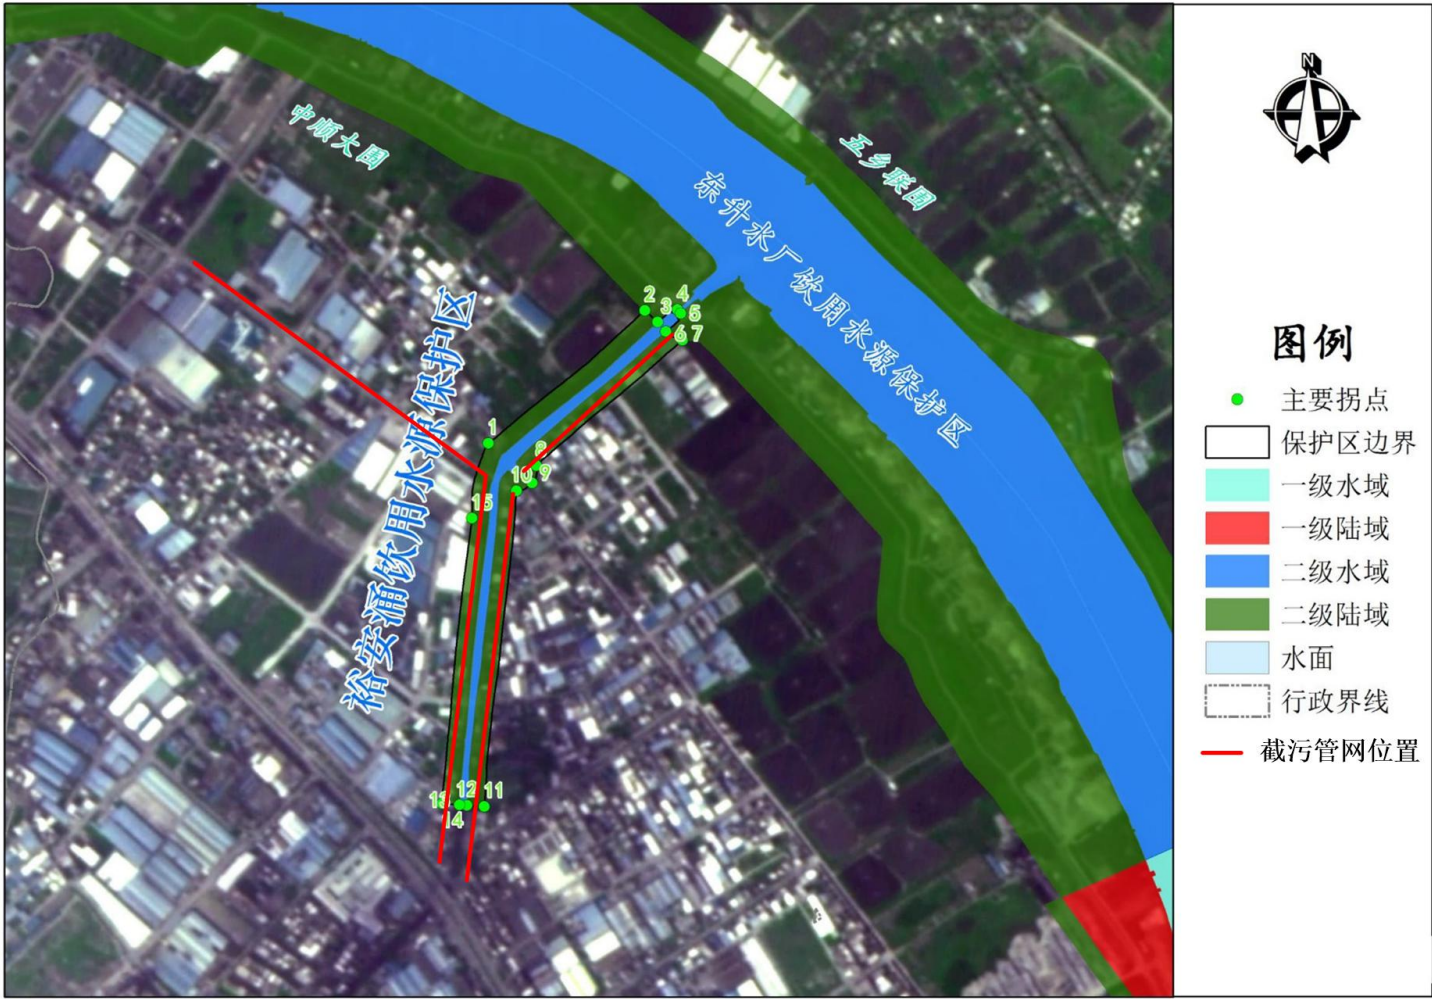 中顺大围
五乡联围
东升水厂饮用水源保护区
裕安涌饮用水源保护区
1
2
3
4
5
6
7
8
9
10
11
12
13
14
15
N
图例
主要拐点
保护区边界
一级水域
一级陆域
二级水域
二级陆域
水面
行政界线
截污管网位置